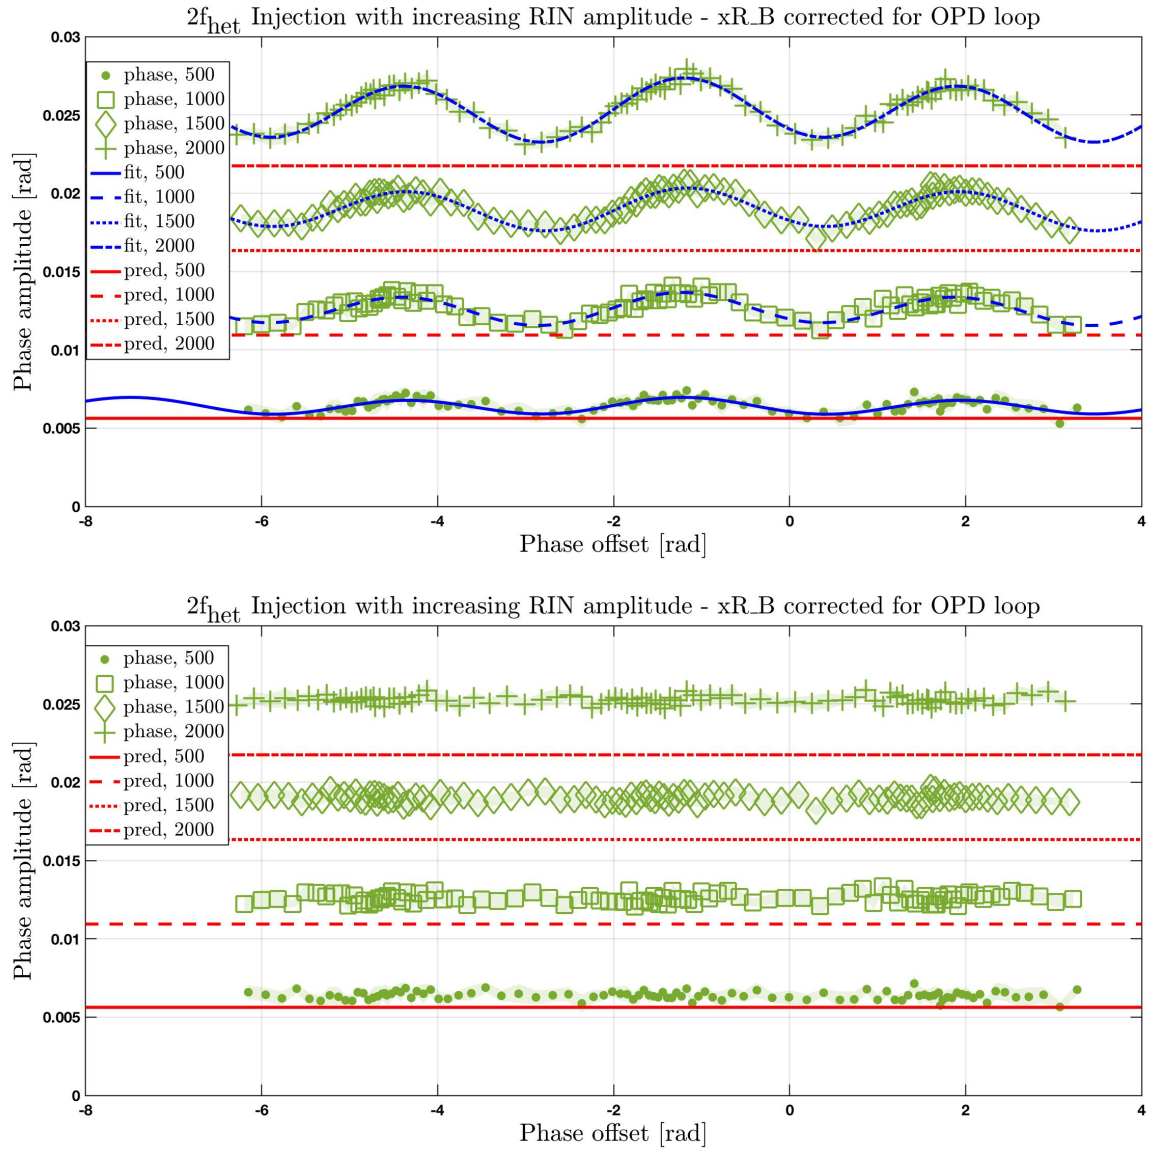 2f_het Injection with increasing RIN amplitude - xR_B corrected for OPD loop
0.03
0.025
0.02
0.015
0.01
0.005
0
Phase amplitude [rad]
phase, 500
phase, 1000
phase, 1500
phase, 2000
fit, 500
fit, 1000
fit, 1500
fit, 2000
pred, 500
pred, 1000
pred, 1500
pred, 2000
-8 -6 -4 -2 0 2 4
Phase offset [rad]
2f_het Injection with increasing RIN amplitude - xR_B corrected for OPD loop
0.03
0.025
0.02
0.015
0.01
0.005
0
Phase amplitude [rad]
phase, 500
phase, 1000
phase, 1500
phase, 2000
pred, 500
pred, 1000
pred, 1500
pred, 2000
-8 -6 -4 -2 0 2 4
Phase offset [rad]